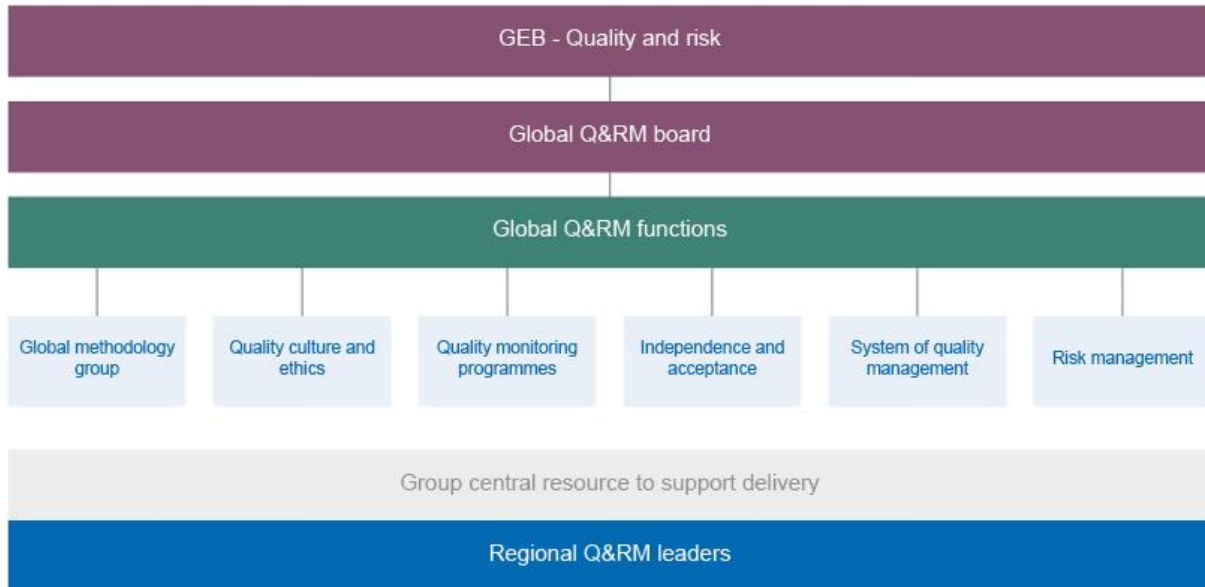 GEB - Quality and risk
Global Q&RM board
Global Q&RM functions
Global methodology
group
Quality culture and
ethics
Quality monitoring
programmes
Independence and
acceptance
System of quality
management
Risk management
Group central resource to support delivery
Regional Q&RM leaders